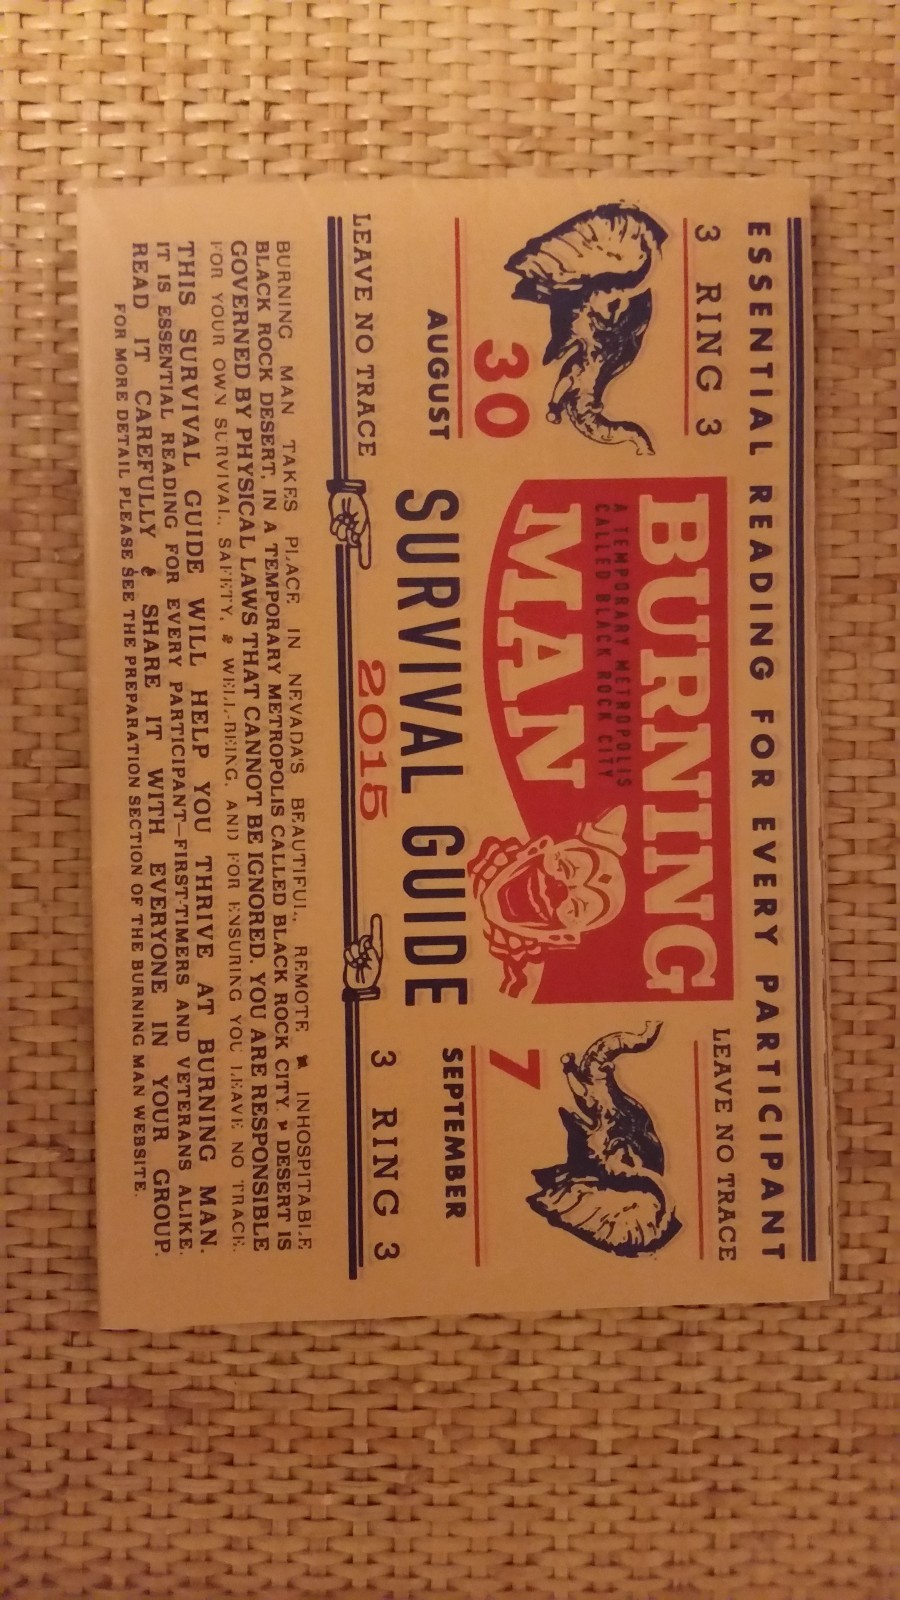 ESSENTIAL READING FOR EVERY PARTICIPANT
3 RING 3
BURNING
A TEMPORARY METROPOLIS
CALLED BLACK ROCK CITY
MAN
LEAVE NO TRACE
30
AUGUST
7
SEPTEMBER
SURVIVAL GUIDE
LEAVE NO TRACE
2015
3 RING 3
BURNING MAN TAKES PLACE IN NEVADA'S BEAUTIFUL, REMOTE & INHOSPITABLE
BLACK ROCK DESERT, IN A TEMPORARY METROPOLIS CALLED BLACK ROCK CITY. DESERT IS
GOVERNED BY PHYSICAL LAWS THAT CANNOT BE IGNORED. YOU ARE RESPONSIBLE
FOR YOUR OWN SURVIVAL, SAFETY, & WELL-BEING, AND FOR ENSURING YOU LEAVE NO TRACE.
THIS SURVIVAL GUIDE WILL HELP YOU THRIVE AT BURNING MAN.
IT IS ESSENTIAL READING FOR EVERY PARTICIPANT—FIRST-TIMERS AND VETERANS ALIKE.
READ IT CAREFULLY & SHARE IT WITH EVERYONE IN YOUR GROUP.
FOR MORE DETAIL PLEASE SEE THE PREPARATION SECTION OF THE BURNING MAN WEBSITE.